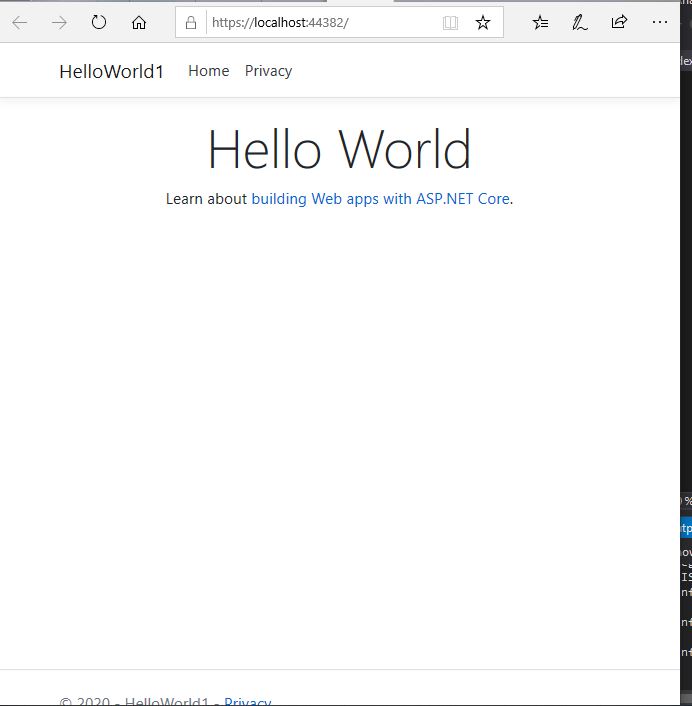 https://localhost:44382/
HelloWorld1 Home Privacy
Hello World
Learn about building Web apps with ASP.NET Core.
© 2020 - HelloWorld1 - Privacy